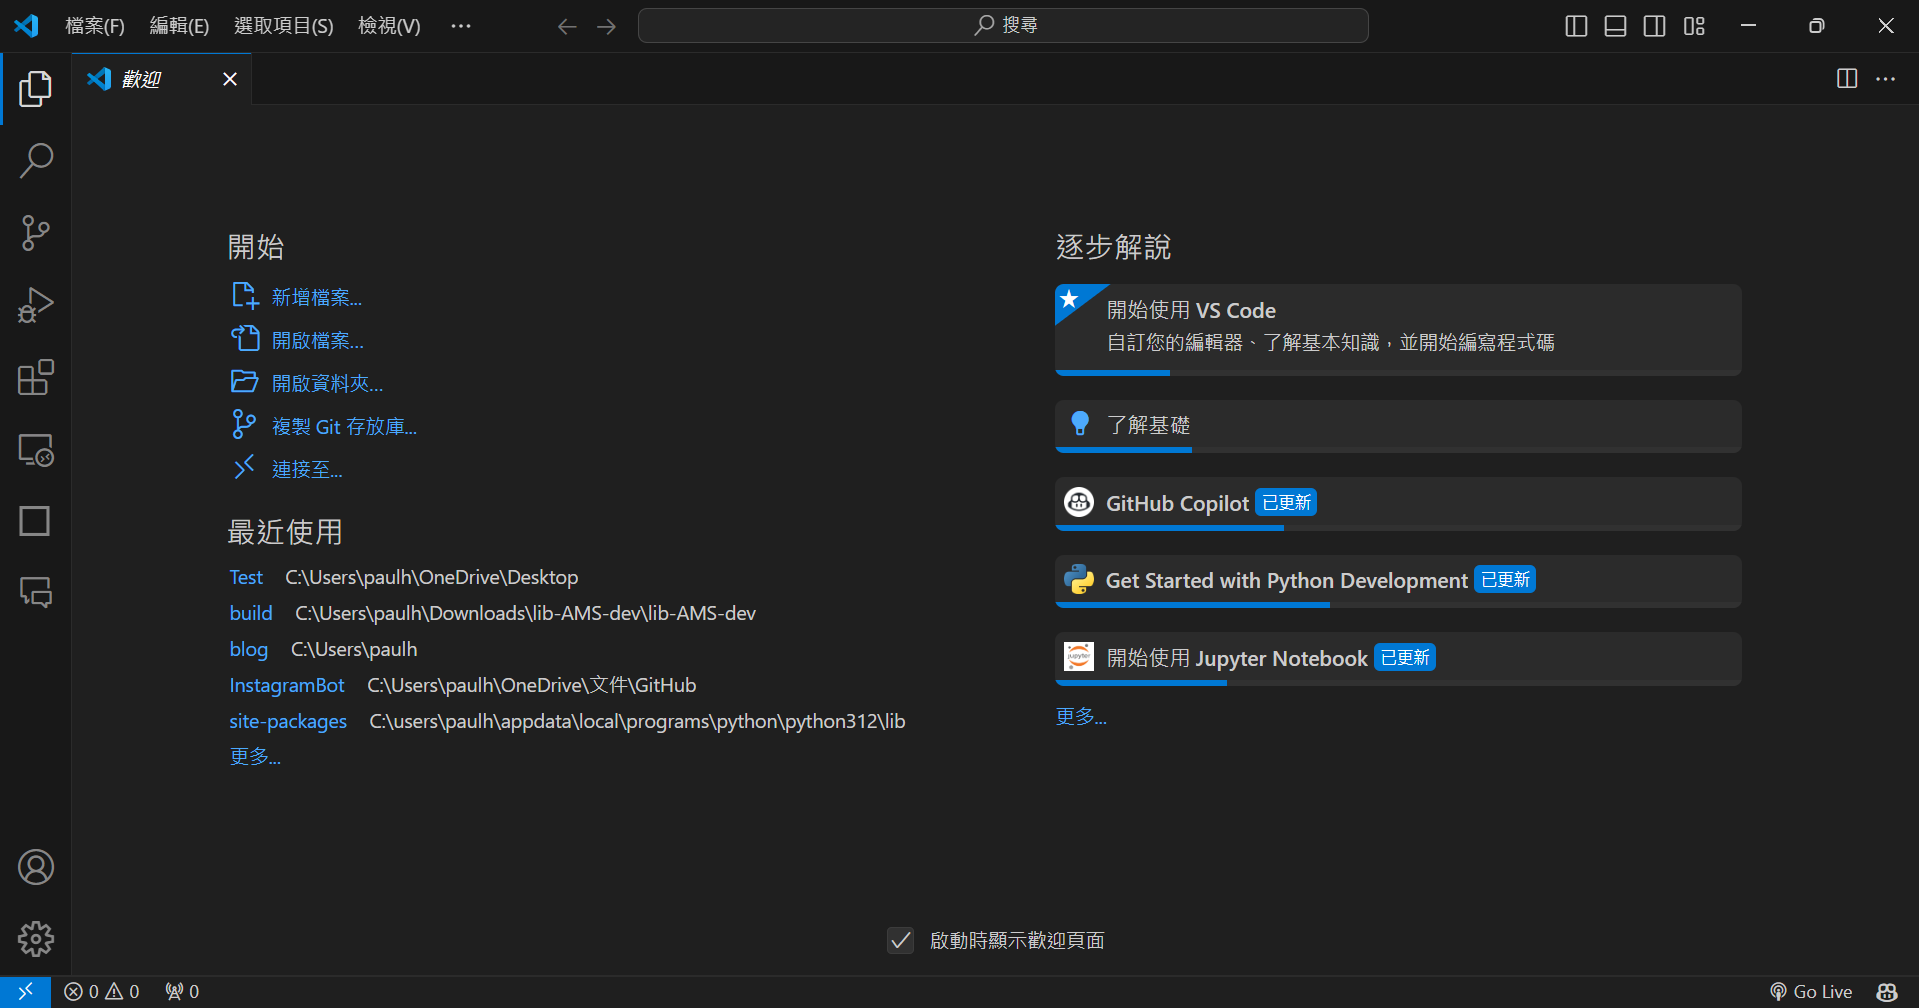 檔案(F) 編輯(E) 選取項目(S) 檢視(V) ··· 搜尋
歡迎
開始
新增檔案...
開啟檔案...
開啟資料夾...
複製 Git 存放庫...
連接至...
最近使用
Test C:\Users\paulh\OneDrive\Desktop
build C:\Users\paulh\Downloads\lib-AMS-dev\lib-AMS-dev
blog C:\Users\paulh
InstagramBot C:\Users\paulh\OneDrive\文件\GitHub
site-packages C:\users\paulh\appdata\local\programs\python\python312\lib
更多...
逐步解說
開始使用 VS Code
自訂您的編輯器、了解基本知識，並開始編寫程式碼
了解基礎
GitHub Copilot 已更新
Get Started with Python Development 已更新
jupyter 開始使用 Jupyter Notebook 已更新
更多...
啟動時顯示歡迎頁面
0 0 0 Go Live